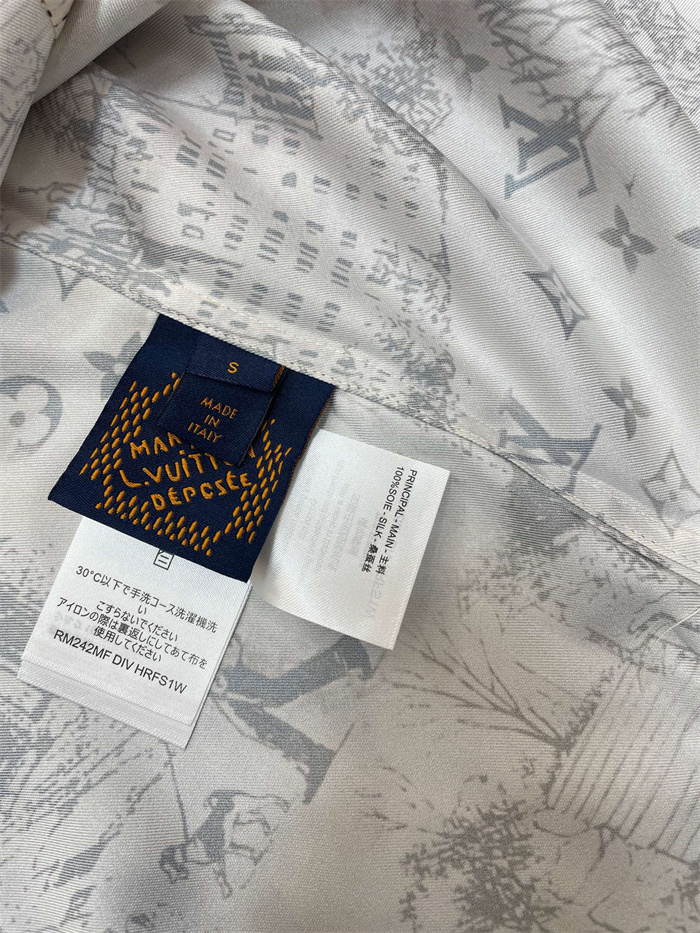 S
MADE
IN
ITALY
L.VUITTON
DÉPOSÉE
PRINCIPAL - MAIN - 主料
100%SOIE - SILK - 桑蚕丝
30°C以下で手洗コース洗濯機洗
い
こすらないでください
アイロンの際は裏返しにしてあて布を
使用してください
RM242MF DIV HRFS1W